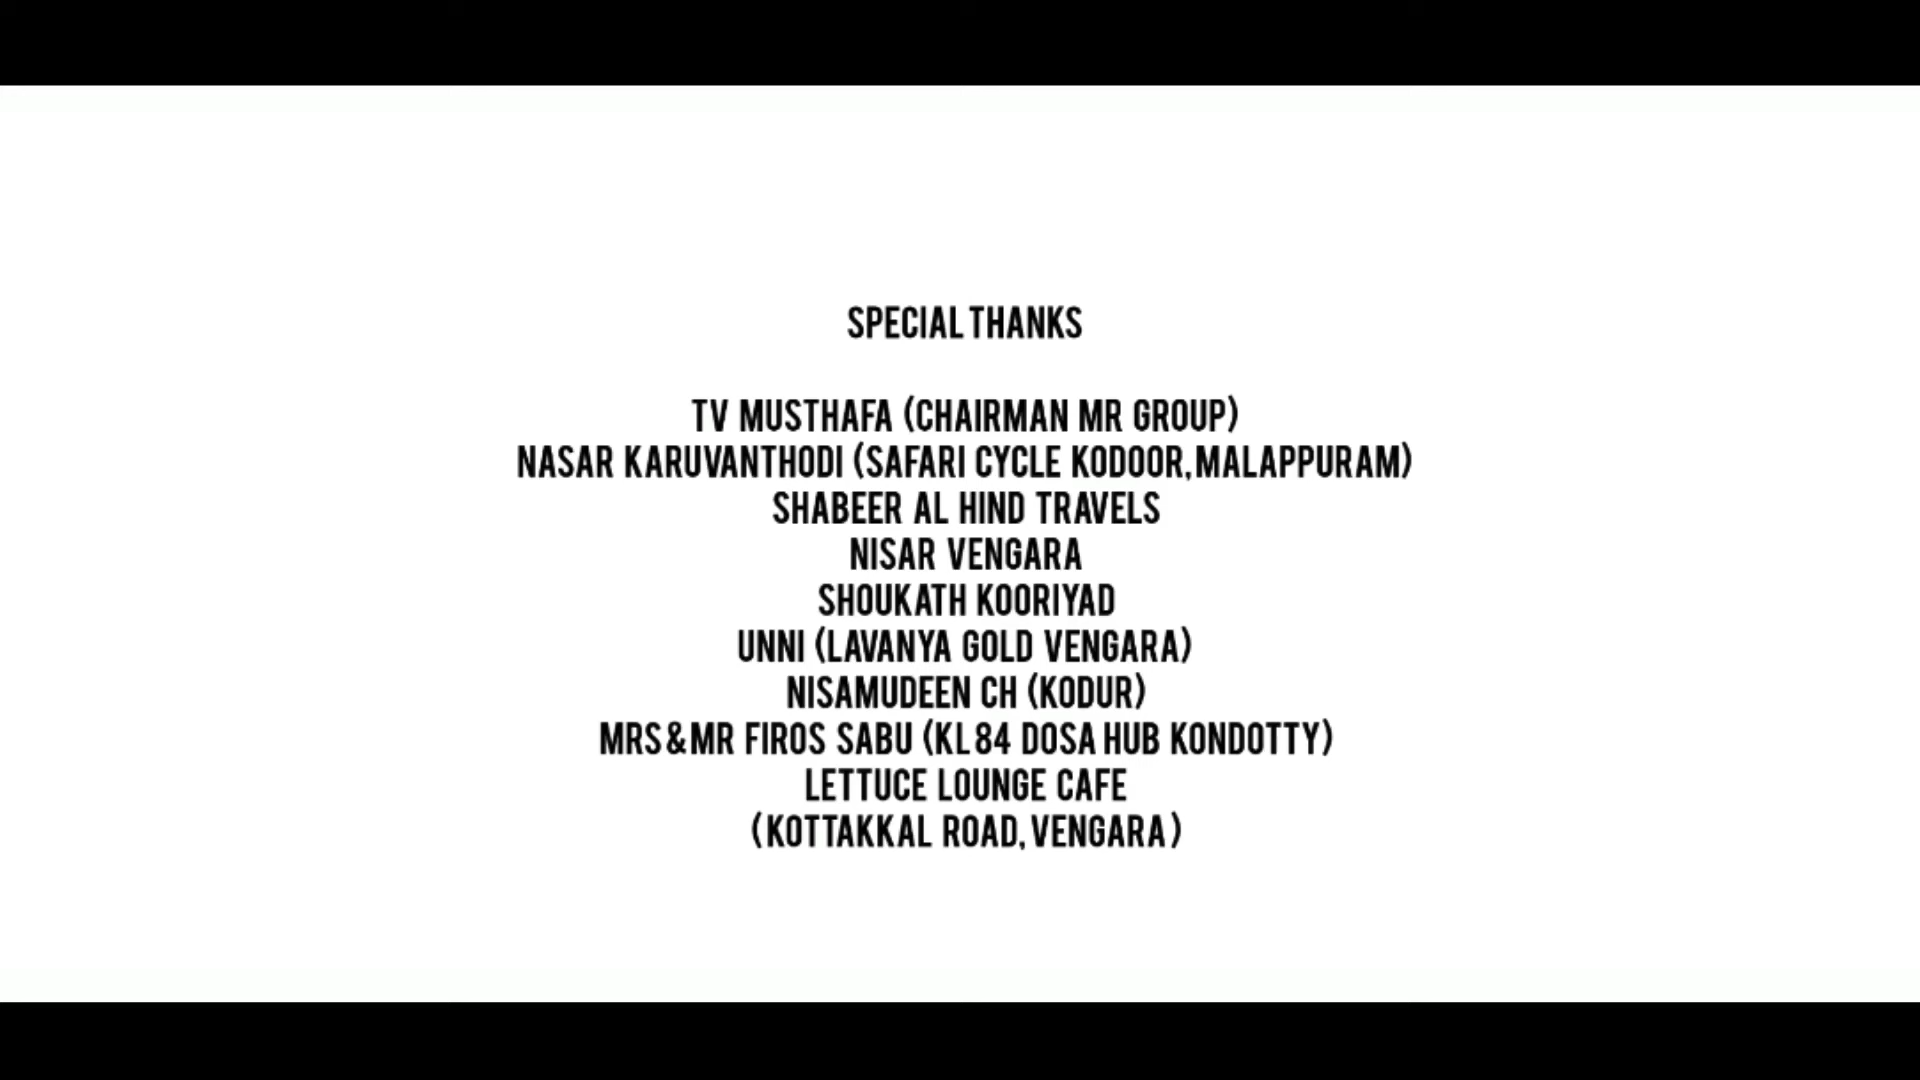 SPECIAL THANKS
TV MUSTHAFA (CHAIRMAN MR GROUP)
NASAR KARUVANTHODI (SAFARI CYCLE KODOOR,MALAPPURAM)
SHABEER AL HIND TRAVELS
NISAR VENGARA
SHOUKATH KOORIYAD
UNNI (LAVANYA GOLD VENGARA)
NISAMUDEEN CH (KODUR)
MRS&MR FIROS SABU (KL 84 DOSA HUB KONDOTTY)
LETTUCE LOUNGE CAFE
(KOTTAKKAL ROAD,VENGARA)